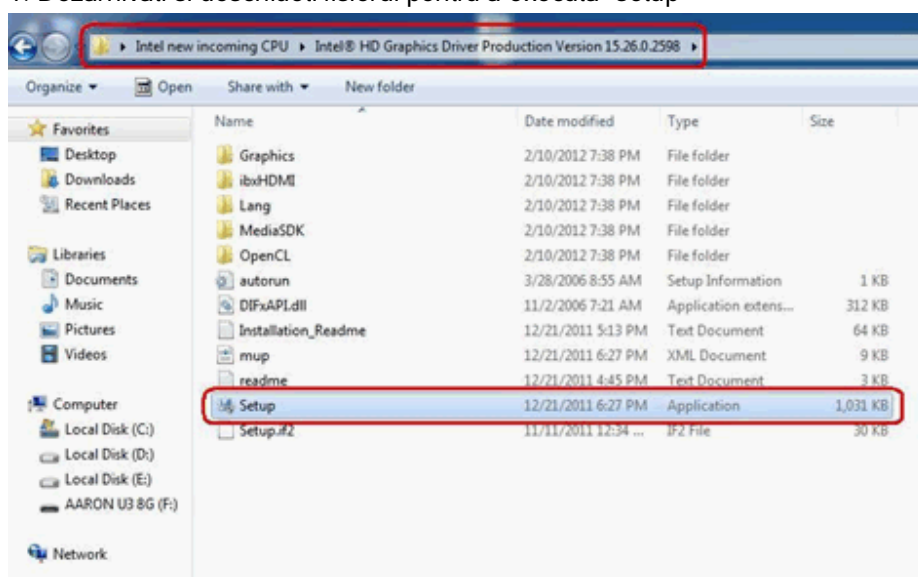 Intel new incoming CPU ▸ Intel® HD Graphics Driver Production Version 15.26.0.2598
Organize Open Share with New folder
Name Date modified Type Size
Favorites
Desktop
Downloads
Recent Places
Libraries
Documents
Music
Pictures
Videos
Computer
Local Disk (C:)
Local Disk (D:)
Local Disk (E:)
AARON U3 8G (F:)
Network
Graphics 2/10/2012 7:38 PM File folder
ibxHDMI 2/10/2012 7:38 PM File folder
Lang 2/10/2012 7:38 PM File folder
MediaSDK 2/10/2012 7:38 PM File folder
OpenCL 2/10/2012 7:38 PM File folder
autorun 3/28/2006 8:55 AM Setup Information 1 KB
DIFxAPI.dll 11/2/2006 7:21 AM Application extens... 312 KB
Installation_Readme 12/21/2011 5:13 PM Text Document 64 KB
mup 12/21/2011 6:27 PM XML Document 9 KB
readme 12/21/2011 4:45 PM Text Document 3 KB
Setup 12/21/2011 6:27 PM Application 1,031 KB
Setup.if2 11/11/2011 12:34 ... IF2 File 30 KB